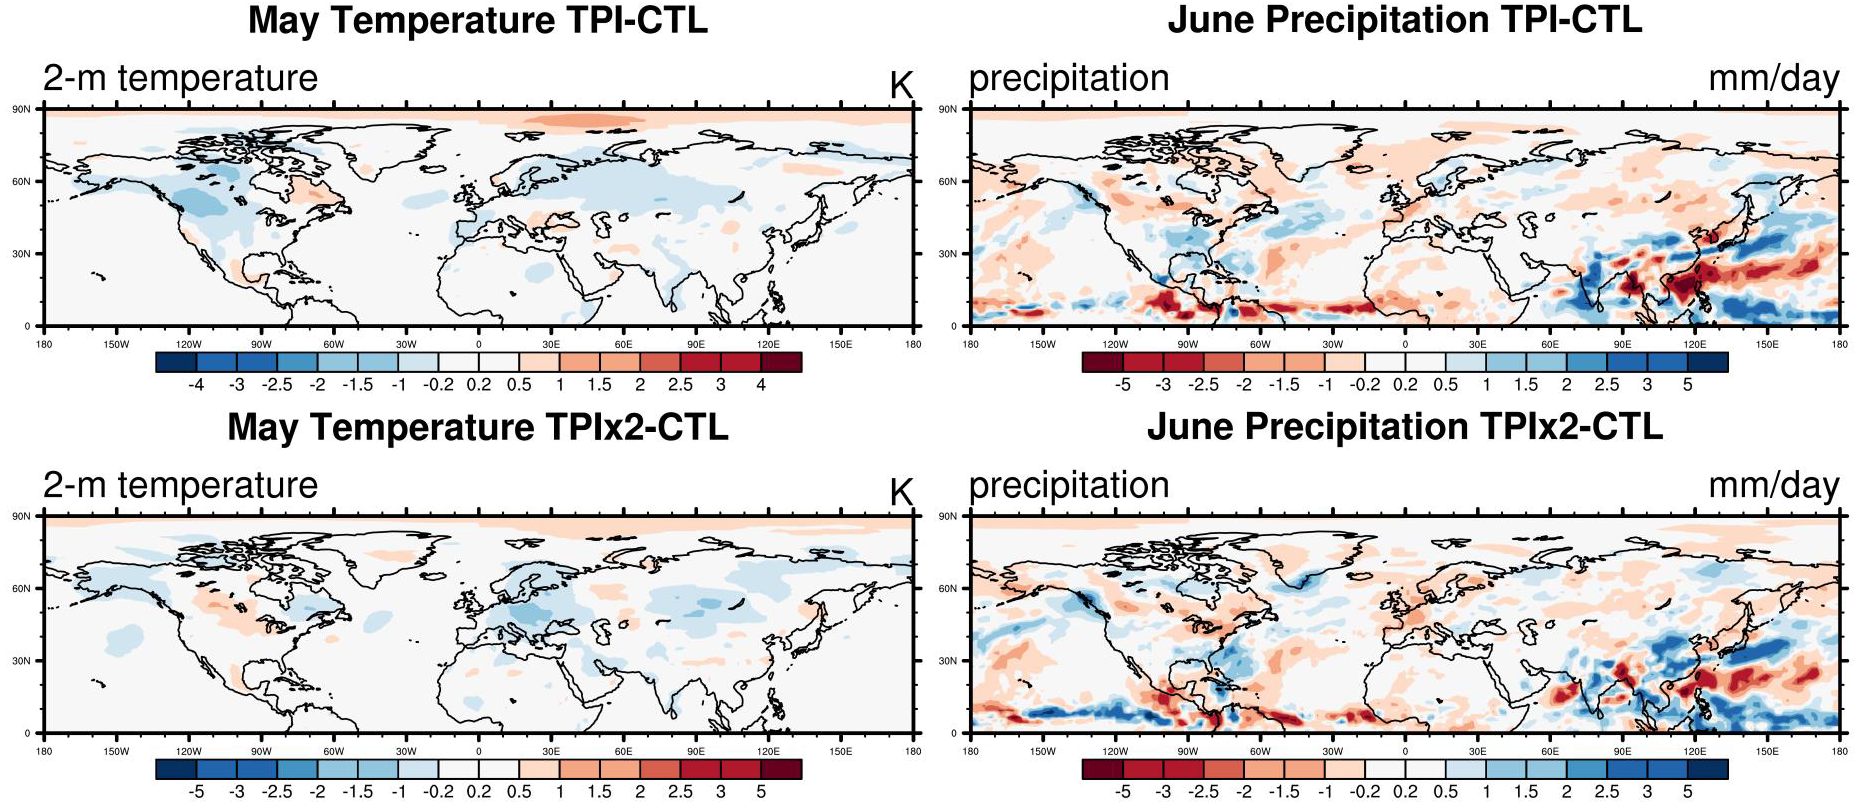 May Temperature TPI-CTL
June Precipitation TPI-CTL
2-m temperature K
precipitation mm/day
90N
60N
30N
0
180 150W 120W 90W 60W 30W 0 30E 60E 90E 120E 150E 180
-4 -3 -2.5 -2 -1.5 -1 -0.2 0.2 0.5 1 1.5 2 2.5 3 4
90N
60N
30N
0
180 150W 120W 90W 60W 30W 0 30E 60E 90E 120E 150E 180
-5 -3 -2.5 -2 -1.5 -1 -0.2 0.2 0.5 1 1.5 2 2.5 3 5
May Temperature TPIx2-CTL
June Precipitation TPIx2-CTL
2-m temperature K
precipitation mm/day
90N
60N
30N
0
180 150W 120W 90W 60W 30W 0 30E 60E 90E 120E 150E 180
-5 -3 -2.5 -2 -1.5 -1 -0.2 0.2 0.5 1 1.5 2 2.5 3 5
90N
60N
30N
0
180 150W 120W 90W 60W 30W 0 30E 60E 90E 120E 150E 180
-5 -3 -2.5 -2 -1.5 -1 -0.2 0.2 0.5 1 1.5 2 2.5 3 5